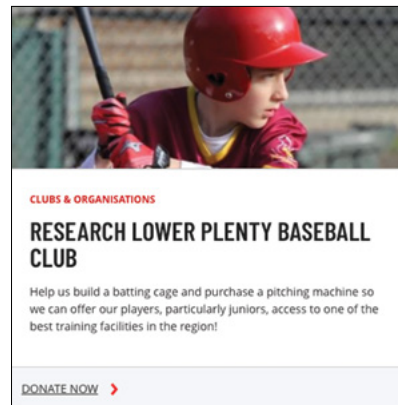 CLUBS & ORGANISATIONS
RESEARCH LOWER PLENTY BASEBALL
CLUB
Help us build a batting cage and purchase a pitching machine so
we can offer our players, particularly juniors, access to one of the
best training facilities in the region!
DONATE NOW